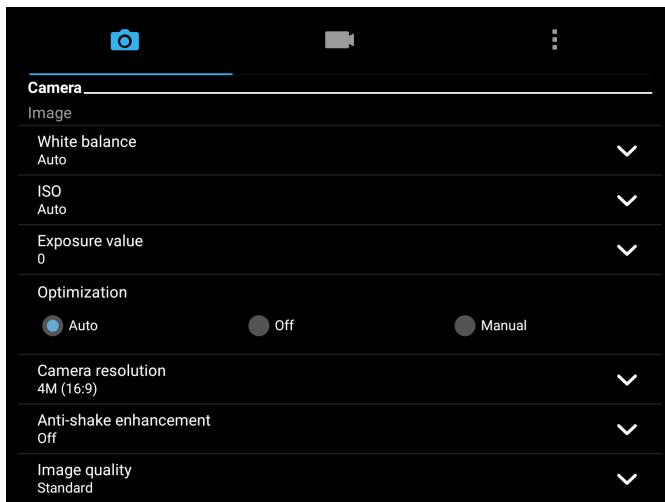 Camera
Image
White balance
Auto
ISO
Auto
Exposure value
0
Optimization
Auto Off Manual
Camera resolution
4M (16:9)
Anti-shake enhancement
Off
Image quality
Standard